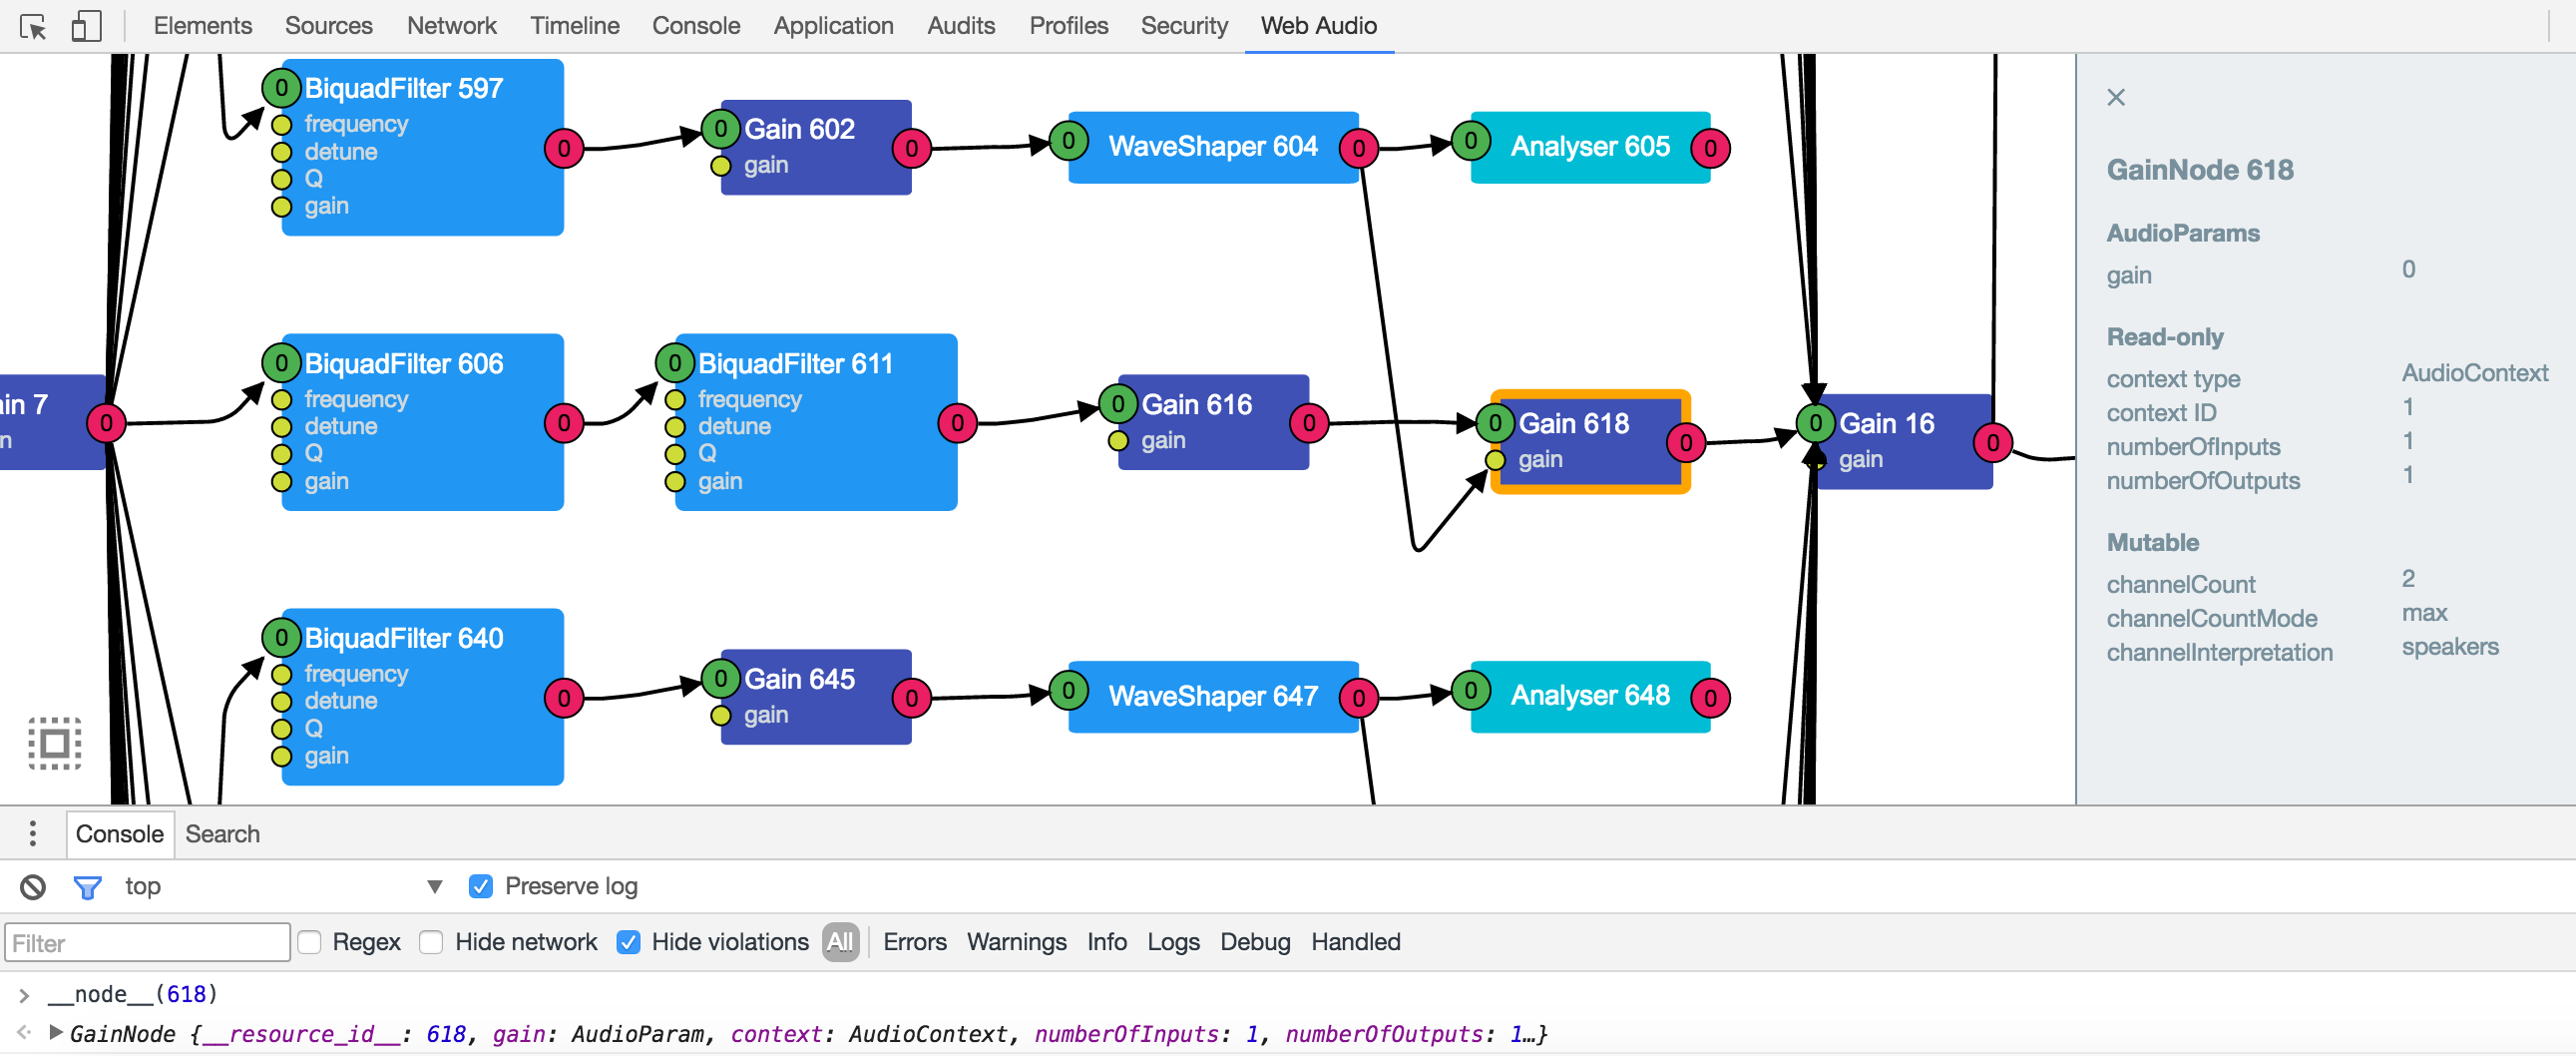 Elements Sources Network Timeline Console Application Audits Profiles Security Web Audio
0 BiquadFilter 597
frequency
detune
Q
gain
0
0 Gain 602
gain
0
0 WaveShaper 604 0
0 Analyser 605 0
ain 7
n
0
0 BiquadFilter 606
frequency
detune
Q
gain
0
0 BiquadFilter 611
frequency
detune
Q
gain
0
0 Gain 616
gain
0
0 Gain 618
gain
0
0 Gain 16
gain
0
0 BiquadFilter 640
frequency
detune
Q
gain
0
0 Gain 645
gain
0
0 WaveShaper 647 0
0 Analyser 648 0
GainNode 618
AudioParams
gain 0
Read-only
context type AudioContext
context ID 1
numberOfInputs 1
numberOfOutputs 1
Mutable
channelCount 2
channelCountMode max
channelInterpretation speakers
Console Search
top Preserve log
Filter Regex Hide network Hide violations All Errors Warnings Info Logs Debug Handled
> __node__(618)
GainNode {__resource_id__: 618, gain: AudioParam, context: AudioContext, numberOfInputs: 1, numberOfOutputs: 1…}